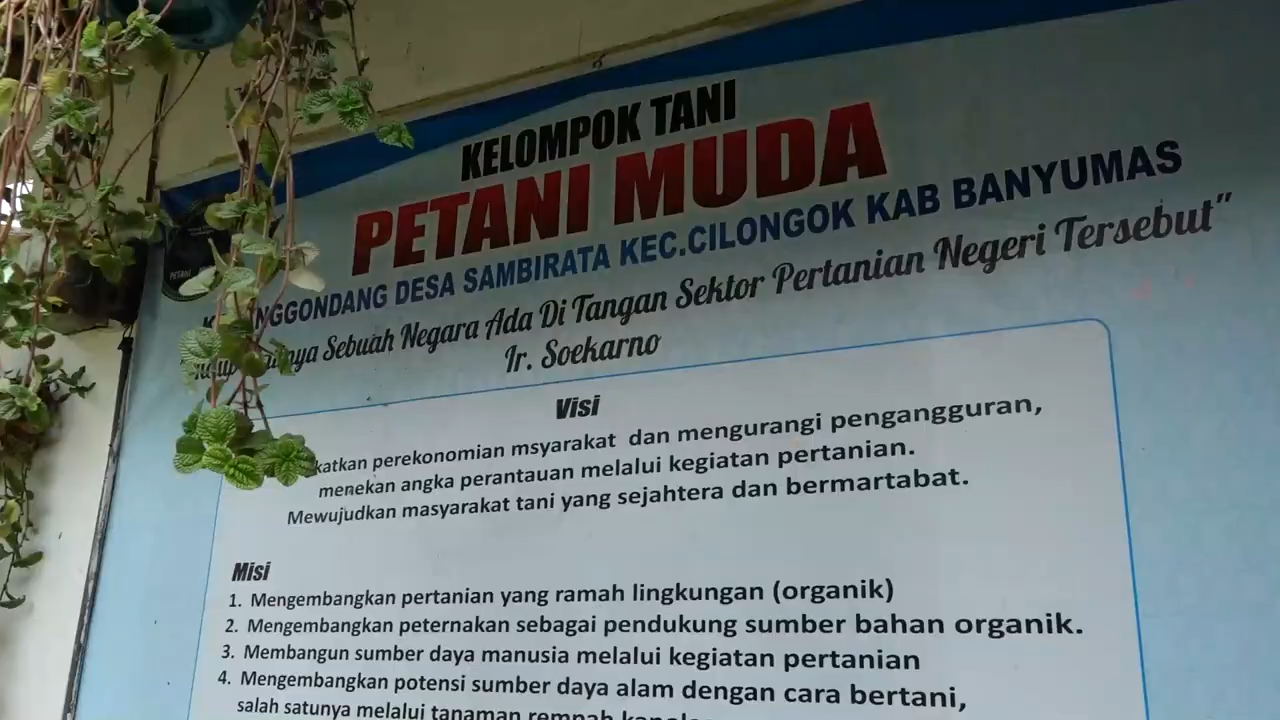 KELOMPOK TANI
PETANI MUDA
DESA SAMBIRATA KEC.CILONGOK KAB BANYUMAS
Sebuah Negara Ada Di Tangan Sektor Pertanian Negeri Tersebut"
Ir. Soekarno
Visi
perekonomian msyarakat dan mengurangi pengangguran,
menekan angka perantauan melalui kegiatan pertanian.
Mewujudkan masyarakat tani yang sejahtera dan bermartabat.
Misi
1. Mengembangkan pertanian yang ramah lingkungan (organik)
2. Mengembangkan peternakan sebagai pendukung sumber bahan organik.
3. Membangun sumber daya manusia melalui kegiatan pertanian
4. Mengembangkan potensi sumber daya alam dengan cara bertani,
salah satunya melalui tanaman rempah
PETANI